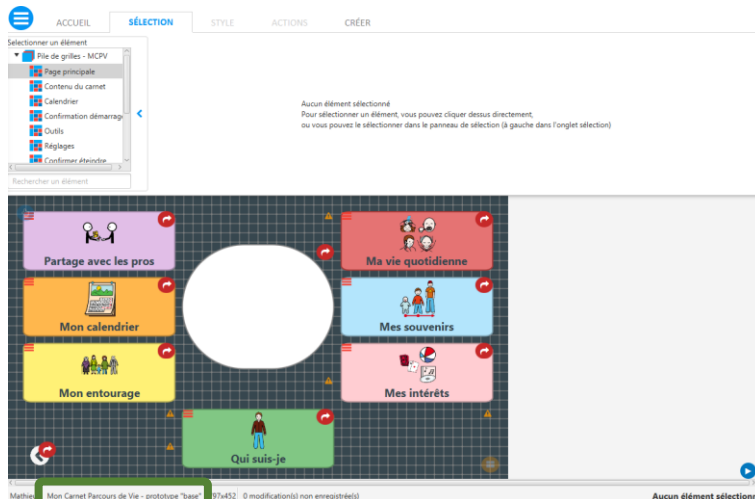 ACCUEIL SÉLECTION STYLE ACTIONS CRÉER
Selectionner un élément
Pile de grilles - MCPV
Page principale
Contenu du carnet
Calendrier
Confirmation démarrag
Outils
Réglages
Confirmer éteindre
Rechercher un élément
Aucun élément sélectionné
Pour sélectionner un élément, vous pouvez cliquer dessus directement,
ou vous pouvez le sélectionner dans le panneau de sélection (à gauche dans l'onglet sélection)
Partage avec les pros
Ma vie quotidienne
Mon calendrier
Mes souvenirs
Mon entourage
Mes intérêts
Qui suis-je
Mathie Mon Carnet Parcours de Vie - prototype "base" 97x452 0 modification(s) non enregistrée(s) Aucun élément sélection